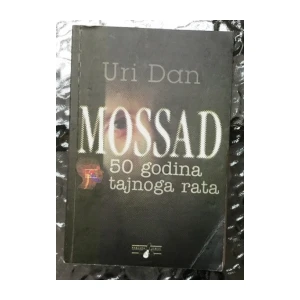 Uri Dan
MOSSAD
50 godina
tajnoga rata